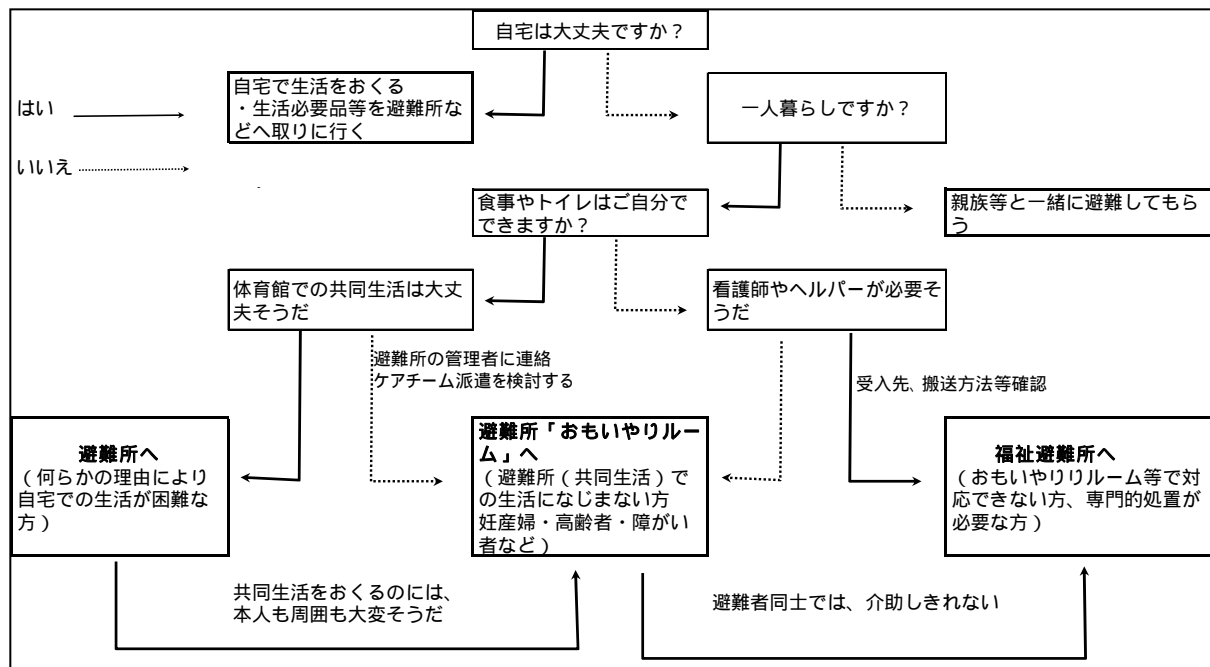 自宅は大丈夫ですか？
はい
自宅で生活をおくる
・生活必要品等を避難所な
どへ取りに行く
一人暮らしですか？
いいえ
食事やトイレはご自分で
できますか？
親族等と一緒に避難してもら
う
体育館での共同生活は大丈
夫そうだ
看護師やヘルパーが必要そ
うだ
避難所の管理者に連絡
ケアチーム派遣を検討する
受入先、搬送方法等確認
避難所へ
（何らかの理由により
自宅での生活が困難な
方）
避難所「おもいやりルー
ム」へ
（避難所（共同生活）で
の生活になじまない方
妊産婦・高齢者・障がい
者など）
福祉避難所へ
（おもいやりリルーム等で対
応できない方、専門的処置が
必要な方）
共同生活をおくるのには、
本人も周囲も大変そうだ
避難者同士では、介助しきれない